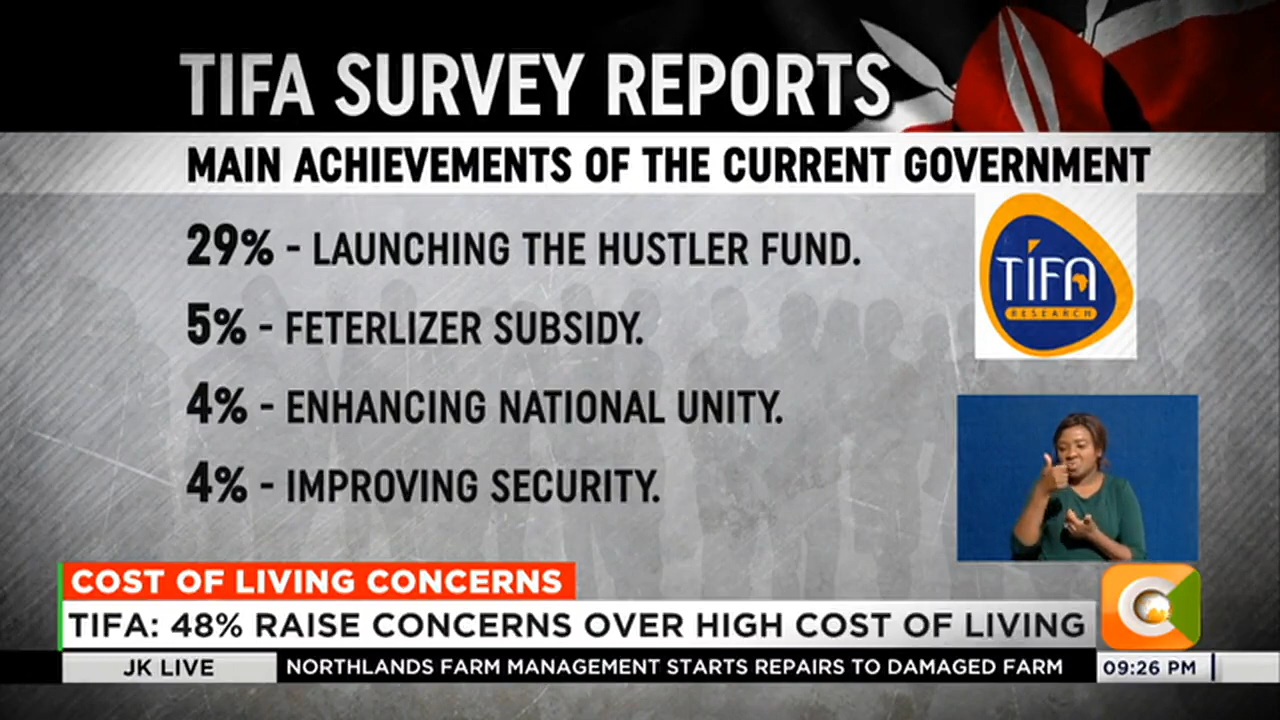 TIFA SURVEY REPORTS
MAIN ACHIEVEMENTS OF THE CURRENT GOVERNMENT
29% - LAUNCHING THE HUSTLER FUND.
5% - FETERLIZER SUBSIDY.
4% - ENHANCING NATIONAL UNITY.
4% - IMPROVING SECURITY.
TIFA
RESEARCH
COST OF LIVING CONCERNS
TIFA: 48% RAISE CONCERNS OVER HIGH COST OF LIVING
JK LIVE NORTHLANDS FARM MANAGEMENT STARTS REPAIRS TO DAMAGED FARM 09:26 PM